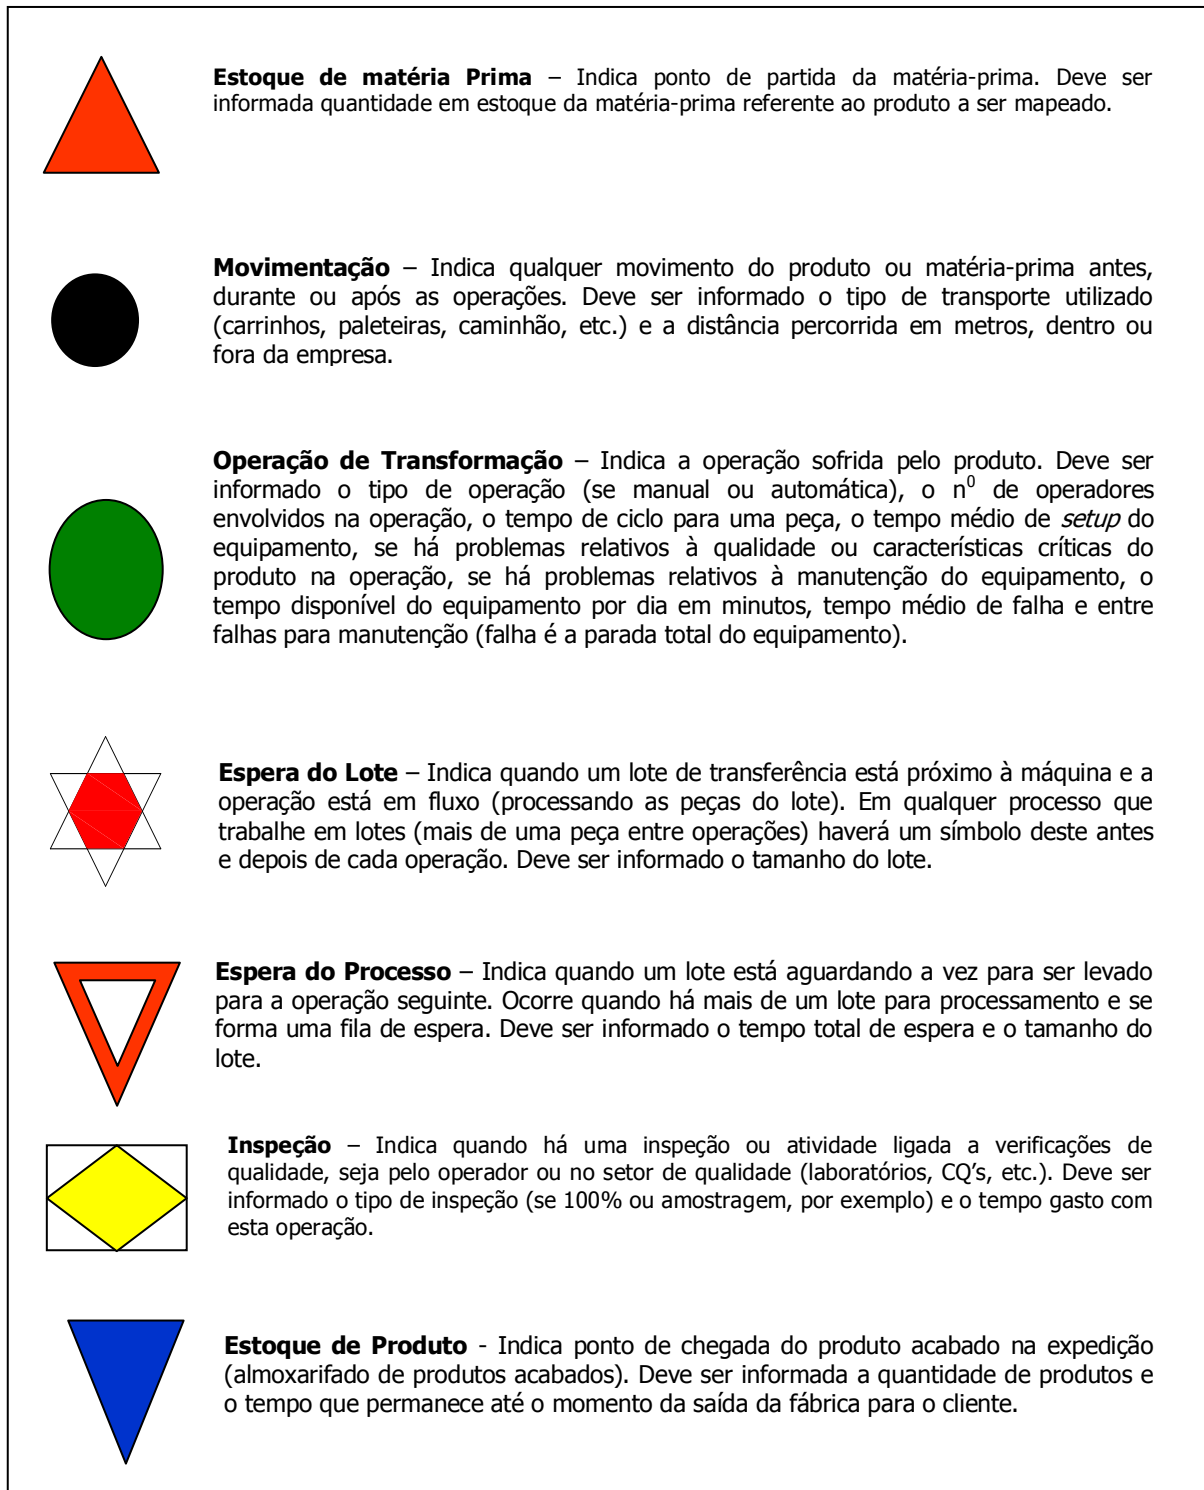 Estoque de matéria Prima – Indica ponto de partida da matéria-prima. Deve ser
informada quantidade em estoque da matéria-prima referente ao produto a ser mapeado.
Movimentação – Indica qualquer movimento do produto ou matéria-prima antes,
durante ou após as operações. Deve ser informado o tipo de transporte utilizado
(carrinhos, paleteiras, caminhão, etc.) e a distância percorrida em metros, dentro ou
fora da empresa.
Operação de Transformação – Indica a operação sofrida pelo produto. Deve ser
informado o tipo de operação (se manual ou automática), o n⁰ de operadores
envolvidos na operação, o tempo de ciclo para uma peça, o tempo médio de setup do
equipamento, se há problemas relativos à qualidade ou características críticas do
produto na operação, se há problemas relativos à manutenção do equipamento, o
tempo disponível do equipamento por dia em minutos, tempo médio de falha e entre
falhas para manutenção (falha é a parada total do equipamento).
Espera do Lote – Indica quando um lote de transferência está próximo à máquina e a
operação está em fluxo (processando as peças do lote). Em qualquer processo que
trabalhe em lotes (mais de uma peça entre operações) haverá um símbolo deste antes
e depois de cada operação. Deve ser informado o tamanho do lote.
Espera do Processo – Indica quando um lote está aguardando a vez para ser levado
para a operação seguinte. Ocorre quando há mais de um lote para processamento e se
forma uma fila de espera. Deve ser informado o tempo total de espera e o tamanho do
lote.
Inspeção – Indica quando há uma inspeção ou atividade ligada a verificações de
qualidade, seja pelo operador ou no setor de qualidade (laboratórios, CQ's, etc.). Deve ser
informado o tipo de inspeção (se 100% ou amostragem, por exemplo) e o tempo gasto com
esta operação.
Estoque de Produto - Indica ponto de chegada do produto acabado na expedição
(almoxarifado de produtos acabados). Deve ser informada a quantidade de produtos e
o tempo que permanece até o momento da saída da fábrica para o cliente.